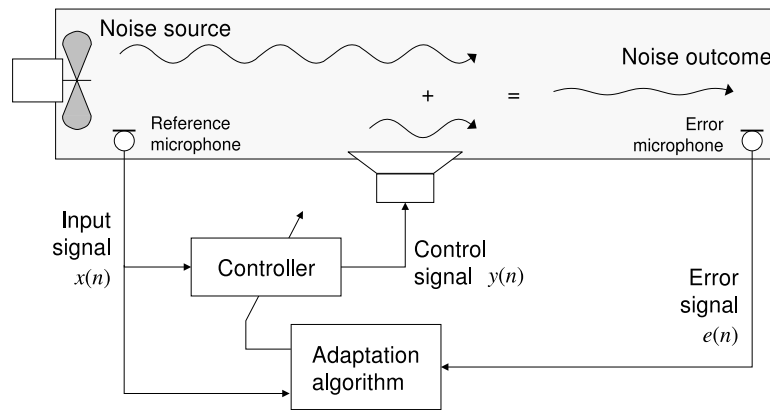 Noise source
Noise outcome
+
=
Reference
microphone
Error
microphone
Input
signal
x(n)
Controller
Control
signal y(n)
Error
signal
e(n)
Adaptation
algorithm